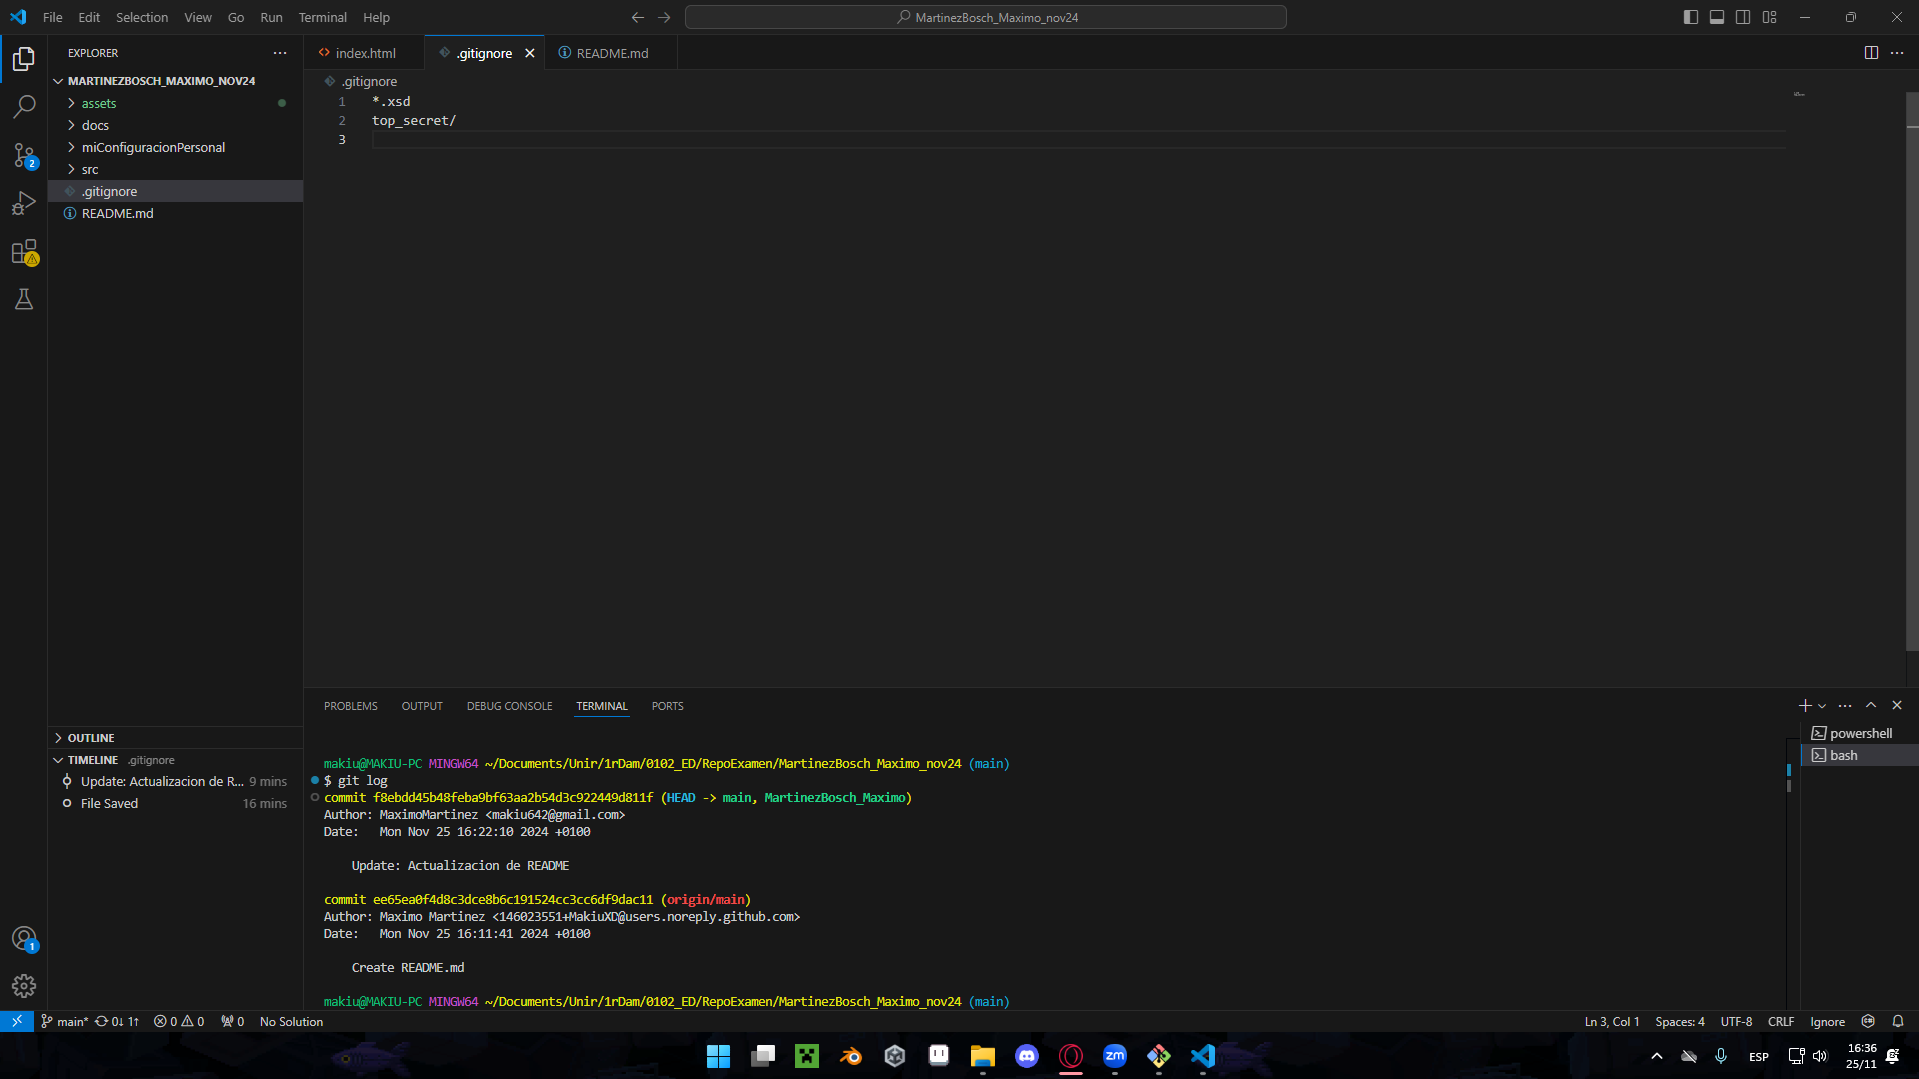 File Edit Selection View Go Run Terminal Help
MartinezBosch_Maximo_nov24
EXPLORER
MARTINEZBOSCH_MAXIMO_NOV24
assets
docs
miConfiguracionPersonal
src
.gitignore
README.md
index.html .gitignore README.md
.gitignore
1 *.xsd
2 top_secret/
3
2
1
OUTLINE
TIMELINE .gitignore
Update: Actualizacion de R... 9 mins
File Saved 16 mins
PROBLEMS OUTPUT DEBUG CONSOLE TERMINAL PORTS
powershell
bash
makiu@MAKIU-PC MINGW64 ~/Documents/Unir/1rDam/0102_ED/RepoExamen/MartinezBosch_Maximo_nov24 (main)
$ git log
commit f8ebdd45b48feba9bf63aa2b54d3c922449d811f (HEAD -> main, MartinezBosch_Maximo)
Author: MaximoMartinez <makiu642@gmail.com>
Date:   Mon Nov 25 16:22:10 2024 +0100
Update: Actualizacion de README
commit ee65ea0f4d8c3dce8b6c191524cc3cc6df9dac11 (origin/main)
Author: Maximo Martinez <146023551+MakiuXD@users.noreply.github.com>
Date:   Mon Nov 25 16:11:41 2024 +0100
Create README.md
makiu@MAKIU-PC MINGW64 ~/Documents/Unir/1rDam/0102_ED/RepoExamen/MartinezBosch_Maximo_nov24 (main)
main* 0↓ 1↑ 0 0 0 No Solution
Ln 3, Col 1 Spaces: 4 UTF-8 CRLF Ignore
zm
ESP
16:36
25/11